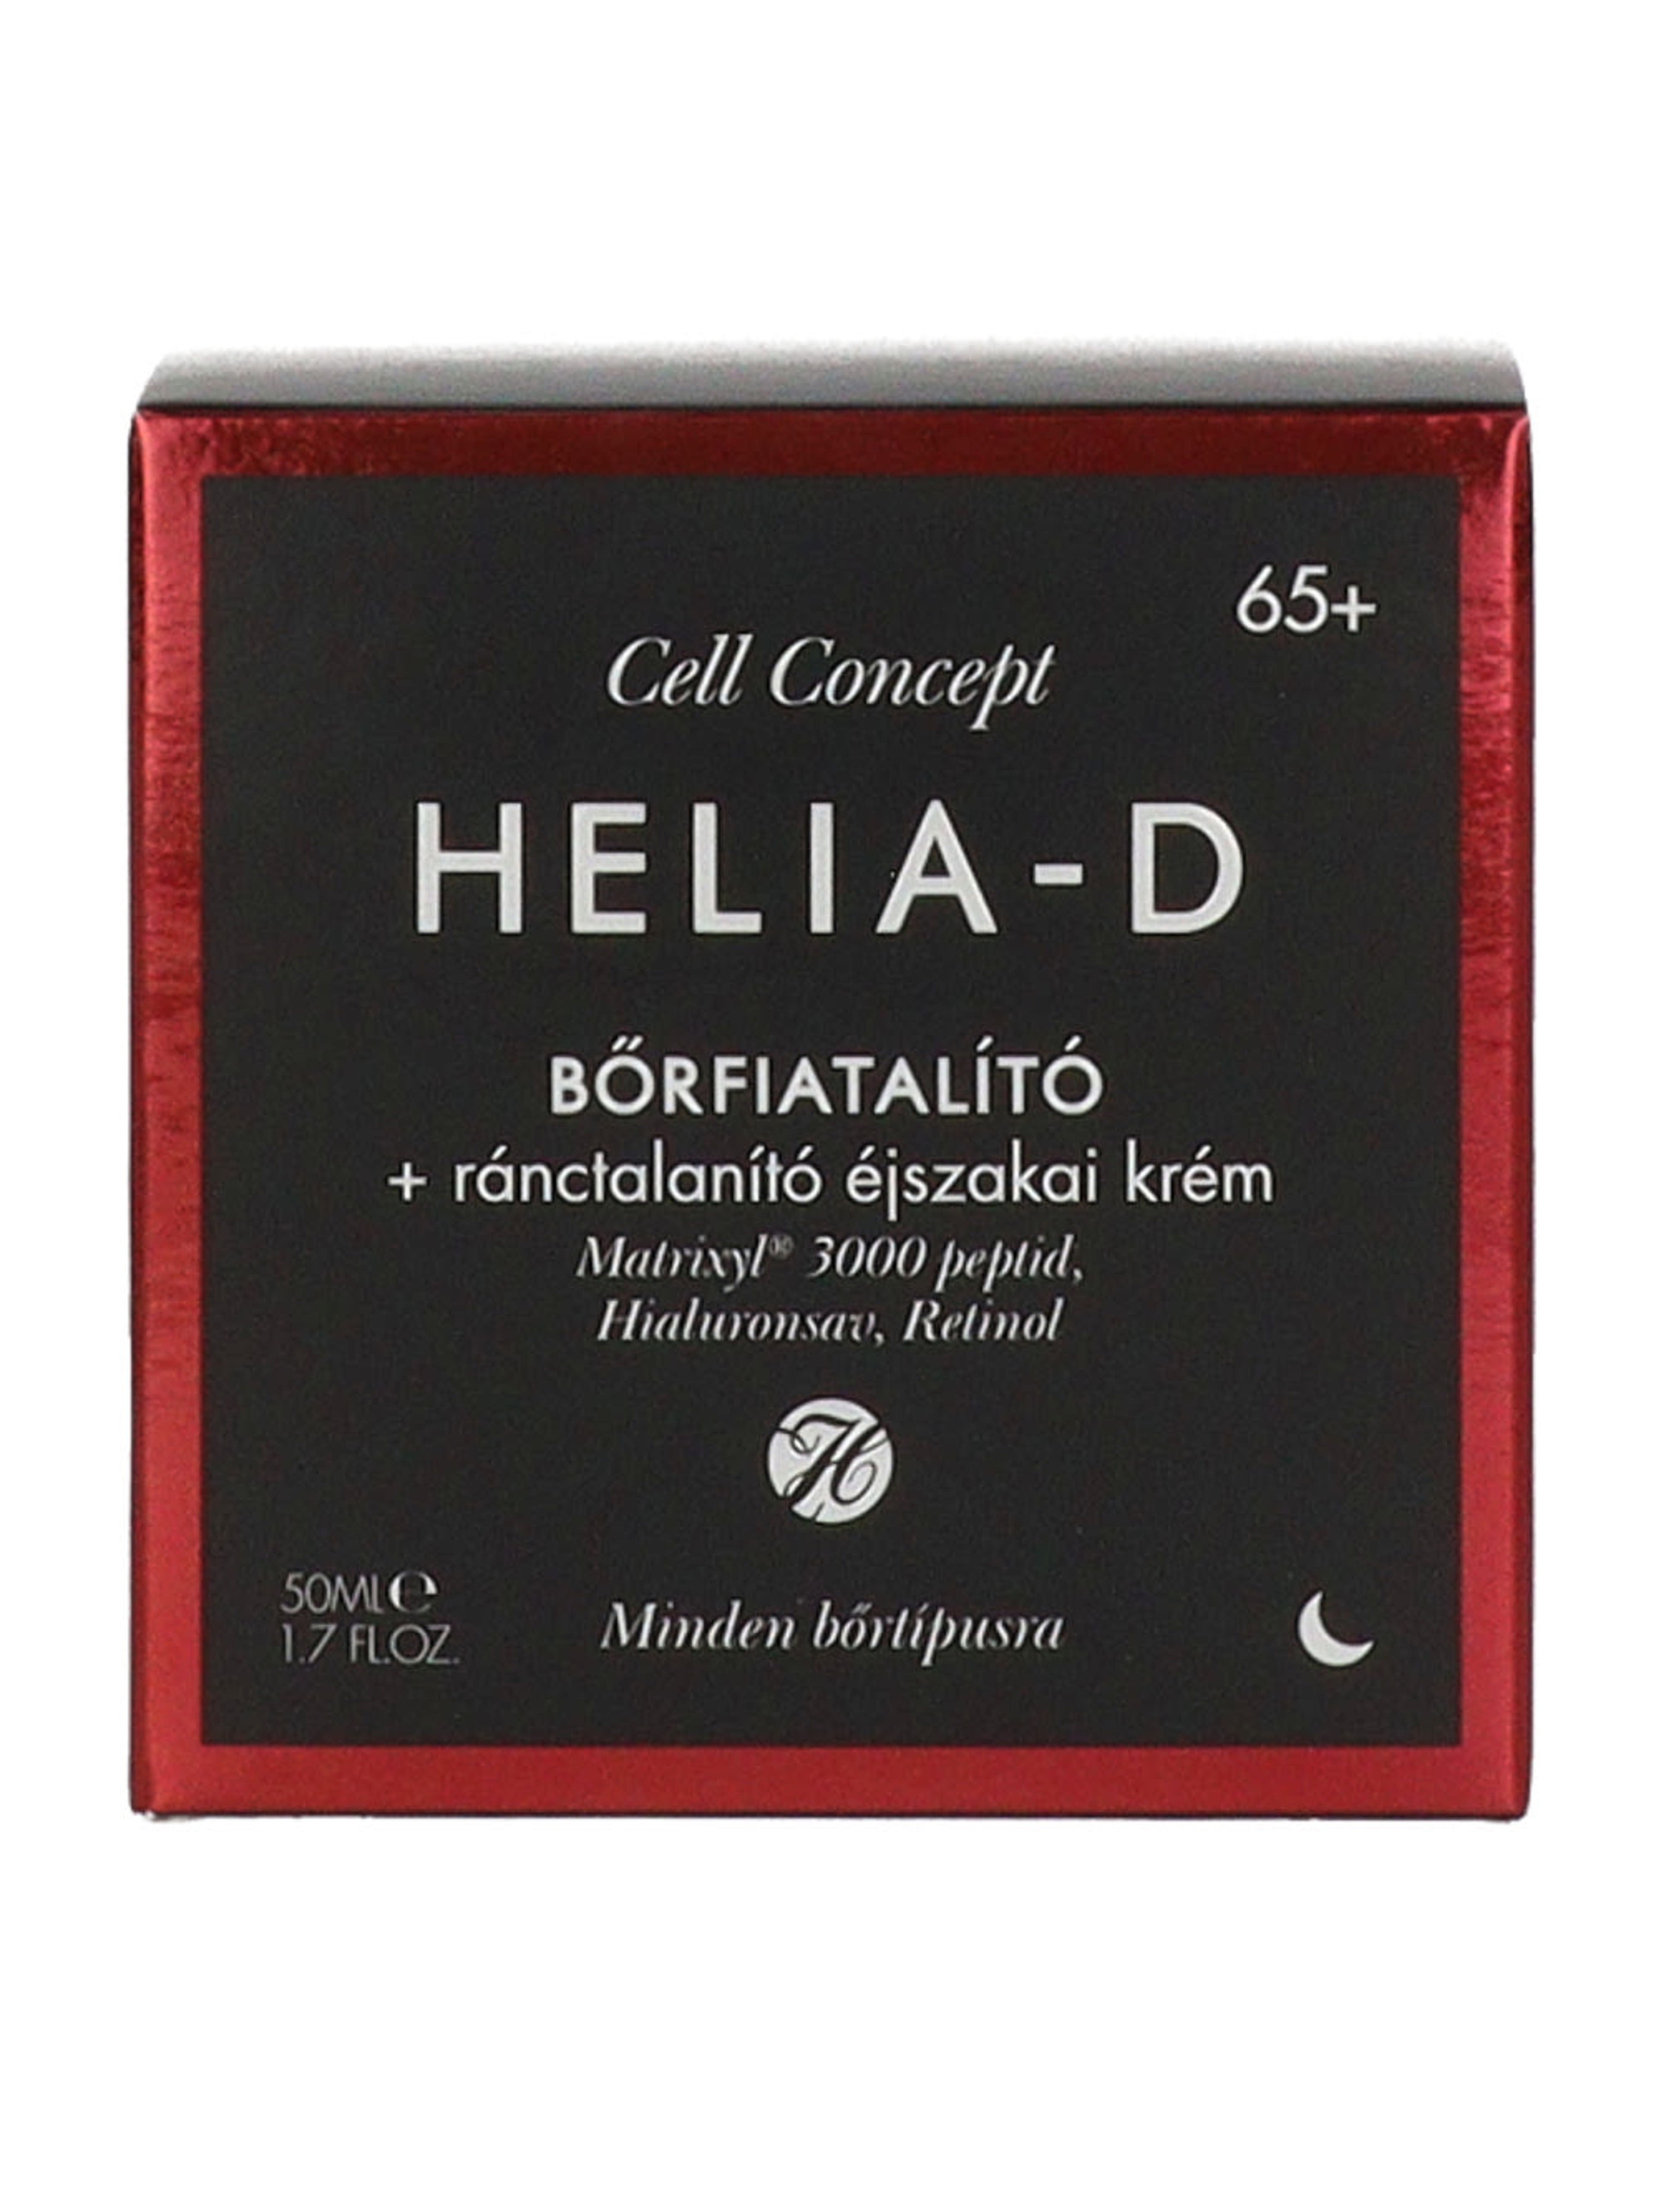 65+
Cell Concept
HELIA-D
BŐRFIATALÍTÓ
+ ránctalanító éjszakai krém
Matrixyl® 3000 peptid,
Hialuronsav, Retinol
H
50ML℮
1.7 FL.OZ.
Minden bőrtípusra